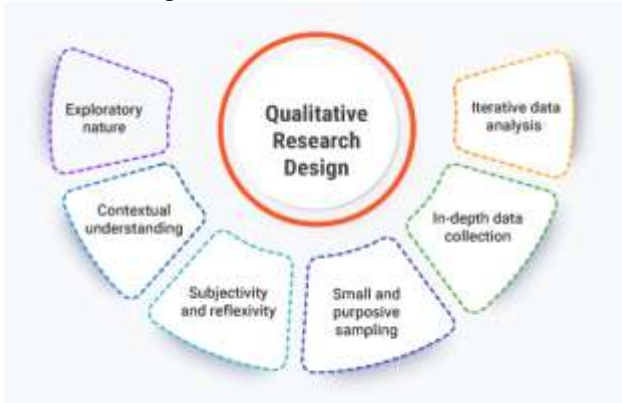 Qualitative
Research
Design
Exploratory
nature
Contextual
understanding
Subjectivity
and reflexivity
Small and
purposive
sampling
In-depth data
collection
Iterative data
analysis